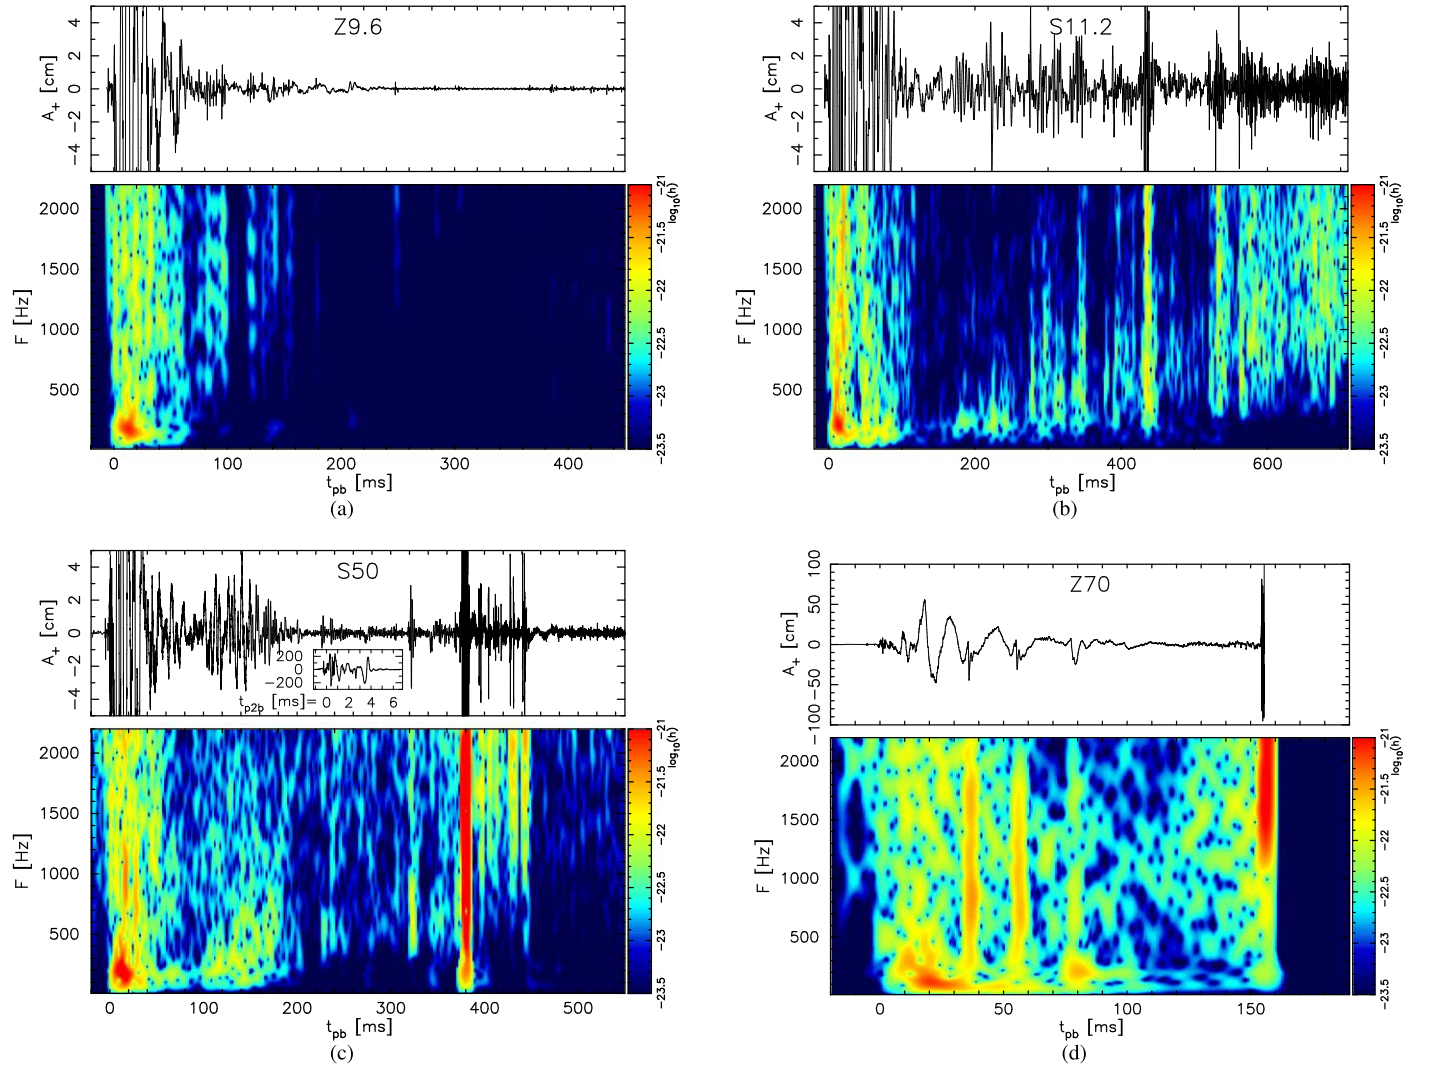 Z9.6
A+ [cm]
4
2
0
−2
−4
F [Hz]
2000
1500
1000
500
0 100 200 300 400
tpb [ms]
−21
−21.5
−22
−22.5
−23
−23.5
log10(h)
(a)
S11.2
A+ [cm]
4
2
0
−2
−4
F [Hz]
2000
1500
1000
500
0 200 400 600
tpb [ms]
−21
−21.5
−22
−22.5
−23
−23.5
log10(h)
(b)
S50
A+ [cm]
4
2
0
−2
−4
200
0
−200
tp2b [ms]= 0 2 4 6
F [Hz]
2000
1500
1000
500
0 100 200 300 400 500
tpb [ms]
−21
−21.5
−22
−22.5
−23
−23.5
log10(h)
(c)
Z70
A+ [cm]
100
50
0
−50
−100
F [Hz]
2000
1500
1000
500
0 50 100 150
tpb [ms]
−21
−21.5
−22
−22.5
−23
−23.5
log10(h)
(d)